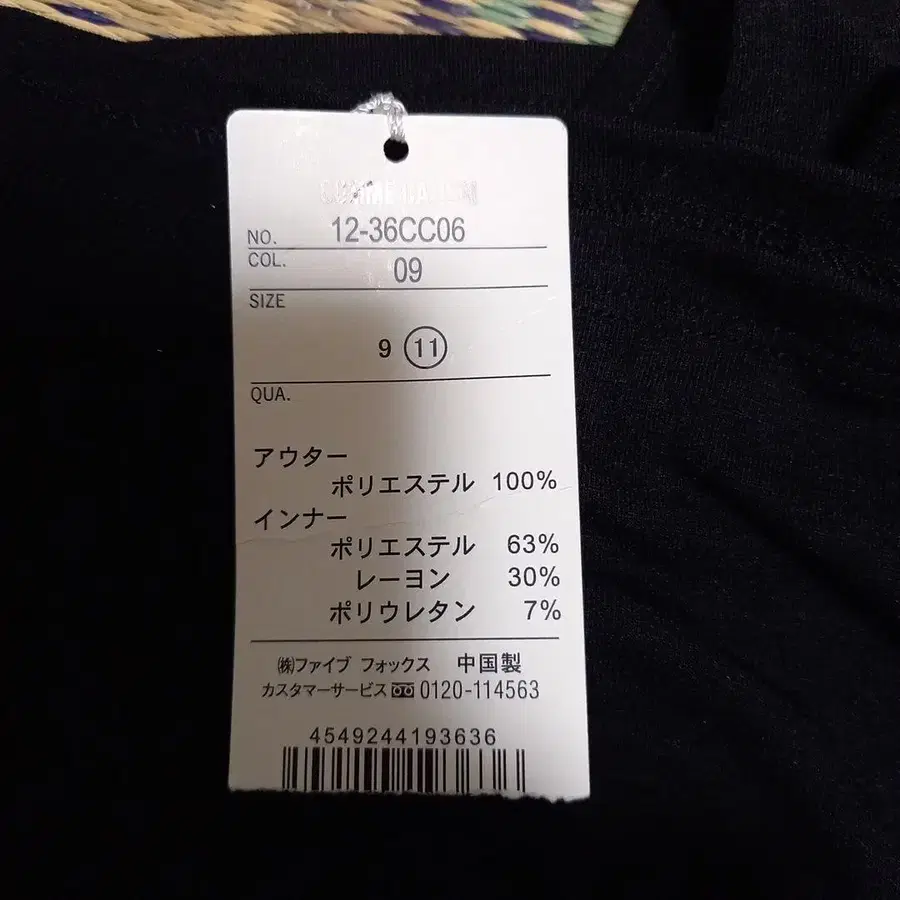 NO. 12-36CC06
COL. 09
SIZE
9 11
QUA.
アウター
ポリエステル 100%
インナー
ポリエステル 63%
レーヨン 30%
ポリウレタン 7%
㈱ファイブ フォックス 中国製
カスタマーサービス 0120-114563
4549244193636